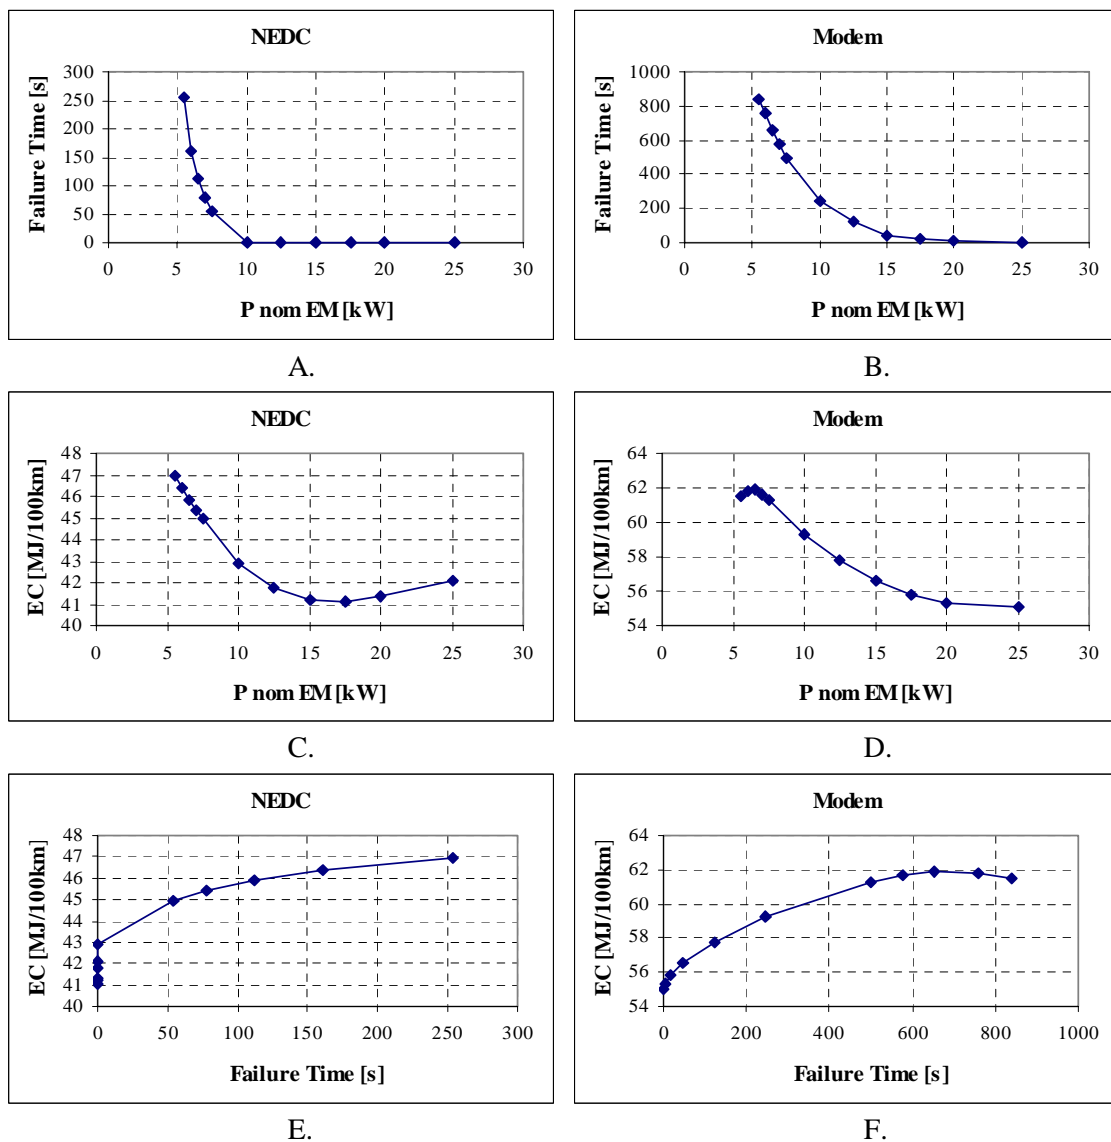 NEDC
Failure Time [s]
300
250
200
150
100
50
0
0 5 10 15 20 25 30
P nom EM [kW]
A.
Modem
Failure Time [s]
1000
800
600
400
200
0
0 5 10 15 20 25 30
P nom EM [kW]
B.
NEDC
EC [MJ/100km]
48
47
46
45
44
43
42
41
40
0 5 10 15 20 25 30
P nom EM [kW]
C.
Modem
EC [MJ/100km]
64
62
60
58
56
54
0 5 10 15 20 25 30
P nom EM [kW]
D.
NEDC
EC [MJ/100km]
48
47
46
45
44
43
42
41
40
0 50 100 150 200 250 300
Failure Time [s]
E.
Modem
EC [MJ/100km]
64
62
60
58
56
54
0 200 400 600 800 1000
Failure Time [s]
F.